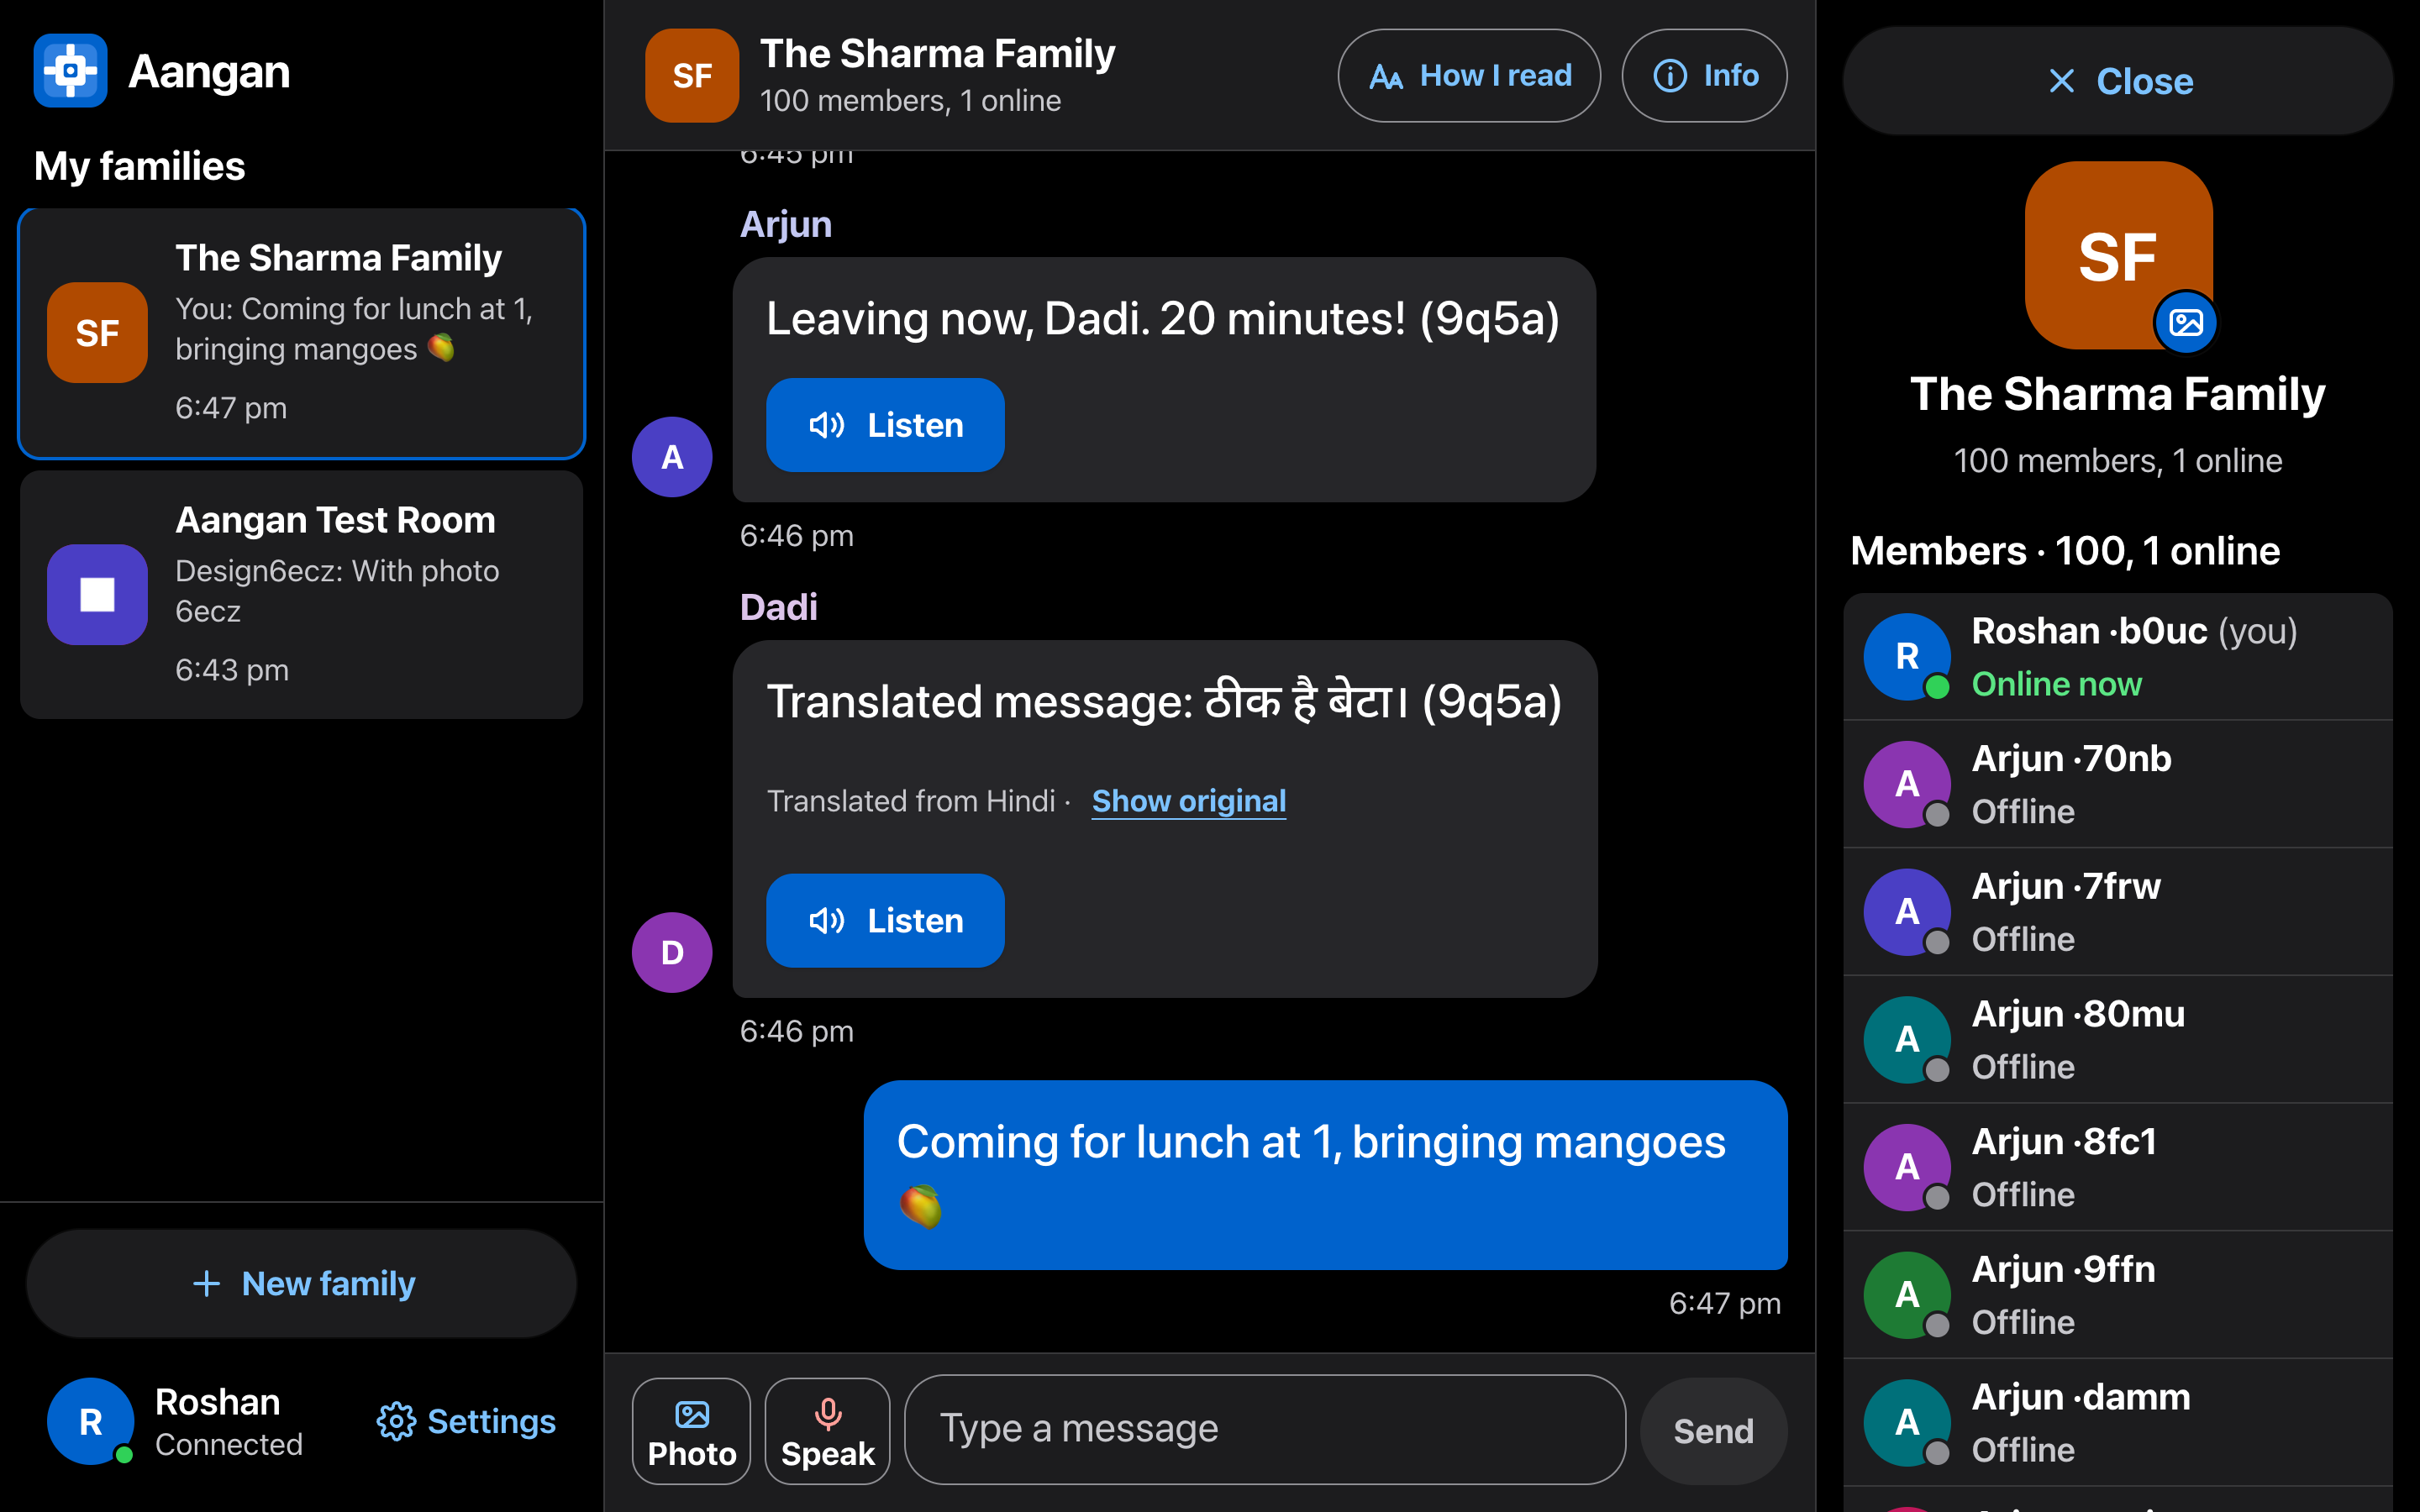 Aangan
My families
SF
The Sharma Family
You: Coming for lunch at 1,
bringing mangoes 🥭
6:47 pm
Aangan Test Room
Design6ecz: With photo
6ecz
6:43 pm
+ New family
R
Roshan
Connected
Settings
SF
The Sharma Family
100 members, 1 online
AA How I read
Info
6:45 pm
Arjun
Leaving now, Dadi. 20 minutes! (9q5a)
Listen
A
6:46 pm
Dadi
Translated message: ठीक है बेटा। (9q5a)
Translated from Hindi · Show original
Listen
D
6:46 pm
Coming for lunch at 1, bringing mangoes
🥭
6:47 pm
Photo
Speak
Type a message
Send
Close
SF
The Sharma Family
100 members, 1 online
Members · 100, 1 online
R
Roshan ·b0uc (you)
Online now
A
Arjun ·70nb
Offline
A
Arjun ·7frw
Offline
A
Arjun ·80mu
Offline
A
Arjun ·8fc1
Offline
A
Arjun ·9ffn
Offline
A
Arjun ·damm
Offline